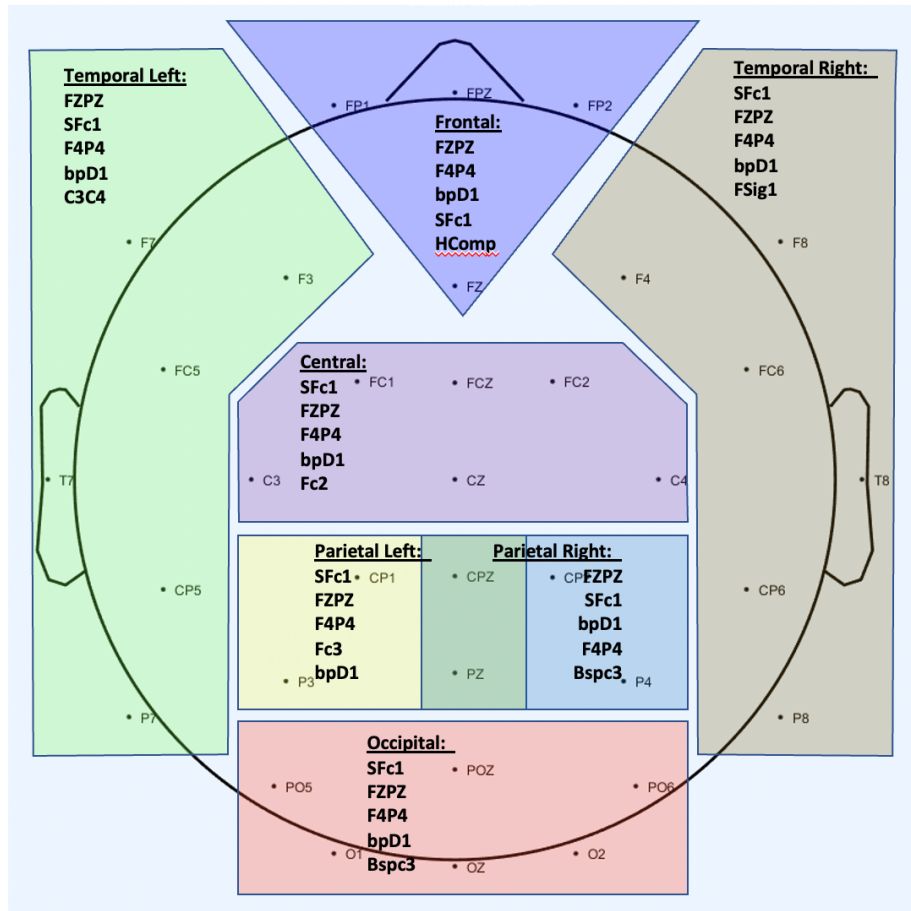 Temporal Left:
FZPZ
SFc1
F4P4
bpD1
C3C4
Temporal Right:
SFc1
FZPZ
F4P4
bpD1
FSig1
FP1
FPZ
FP2
Frontal:
FZPZ
F4P4
bpD1
SFc1
HComp
F7
F3
FZ
F4
F8
FC5
FC6
Central:
SFc1
FZPZ
F4P4
bpD1
Fc2
FC1
FCZ
FC2
T7
C3
CZ
C4
T8
Parietal Left:
SFc1
FZPZ
F4P4
Fc3
bpD1
Parietal Right:
FZPZ
SFc1
bpD1
F4P4
Bspc3
CP5
CP1
CPZ
CP6
P7
P3
PZ
P4
P8
Occipital:
SFc1
FZPZ
F4P4
bpD1
Bspc3
PO5
POZ
PO6
O1
OZ
O2